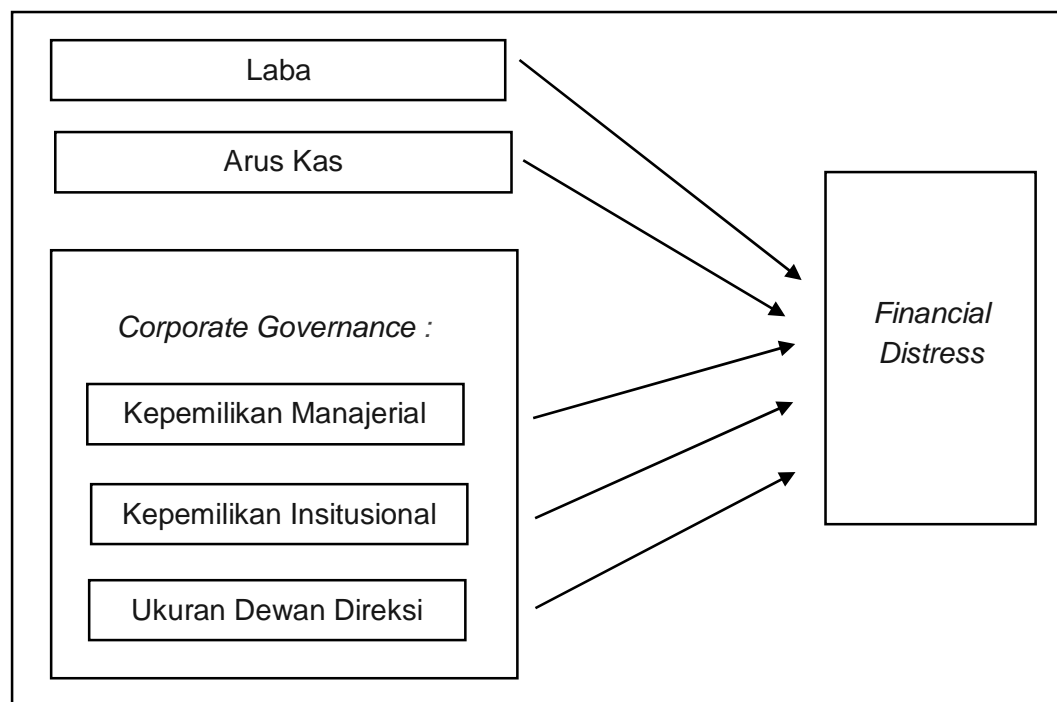 Laba
Arus Kas
Corporate Governance :
Kepemilikan Manajerial
Kepemilikan Insitusional
Ukuran Dewan Direksi
Financial
Distress